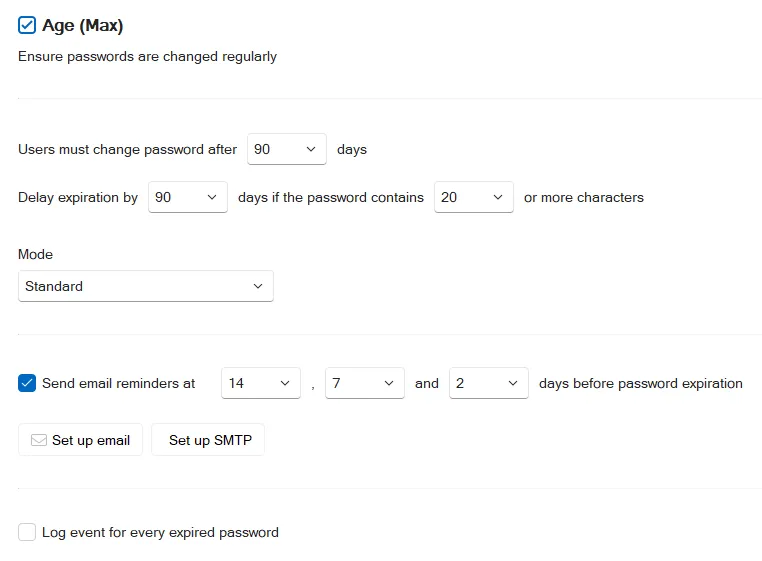 Age (Max)
Ensure passwords are changed regularly
Users must change password after 90 days
Delay expiration by 90 days if the password contains 20 or more characters
Mode
Standard
Send email reminders at 14 , 7 and 2 days before password expiration
Set up email Set up SMTP
Log event for every expired password